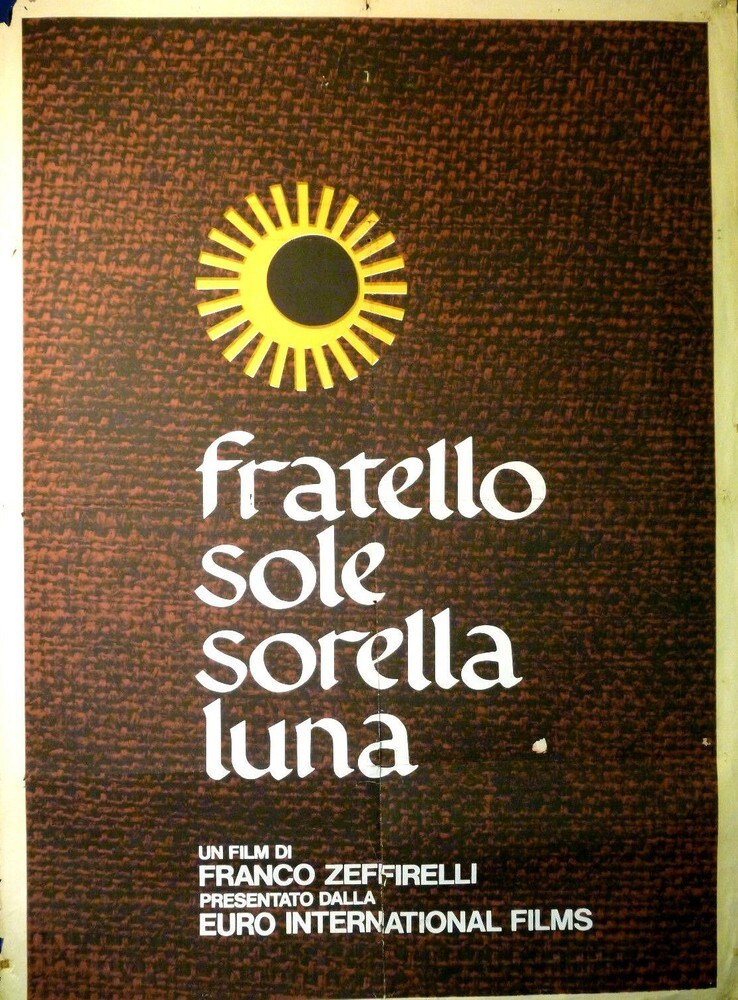 fratello
sole
sorella
luna
UN FILM DI
FRANCO ZEFFIRELLI
PRESENTATO DALLA
EURO INTERNATIONAL FILMS